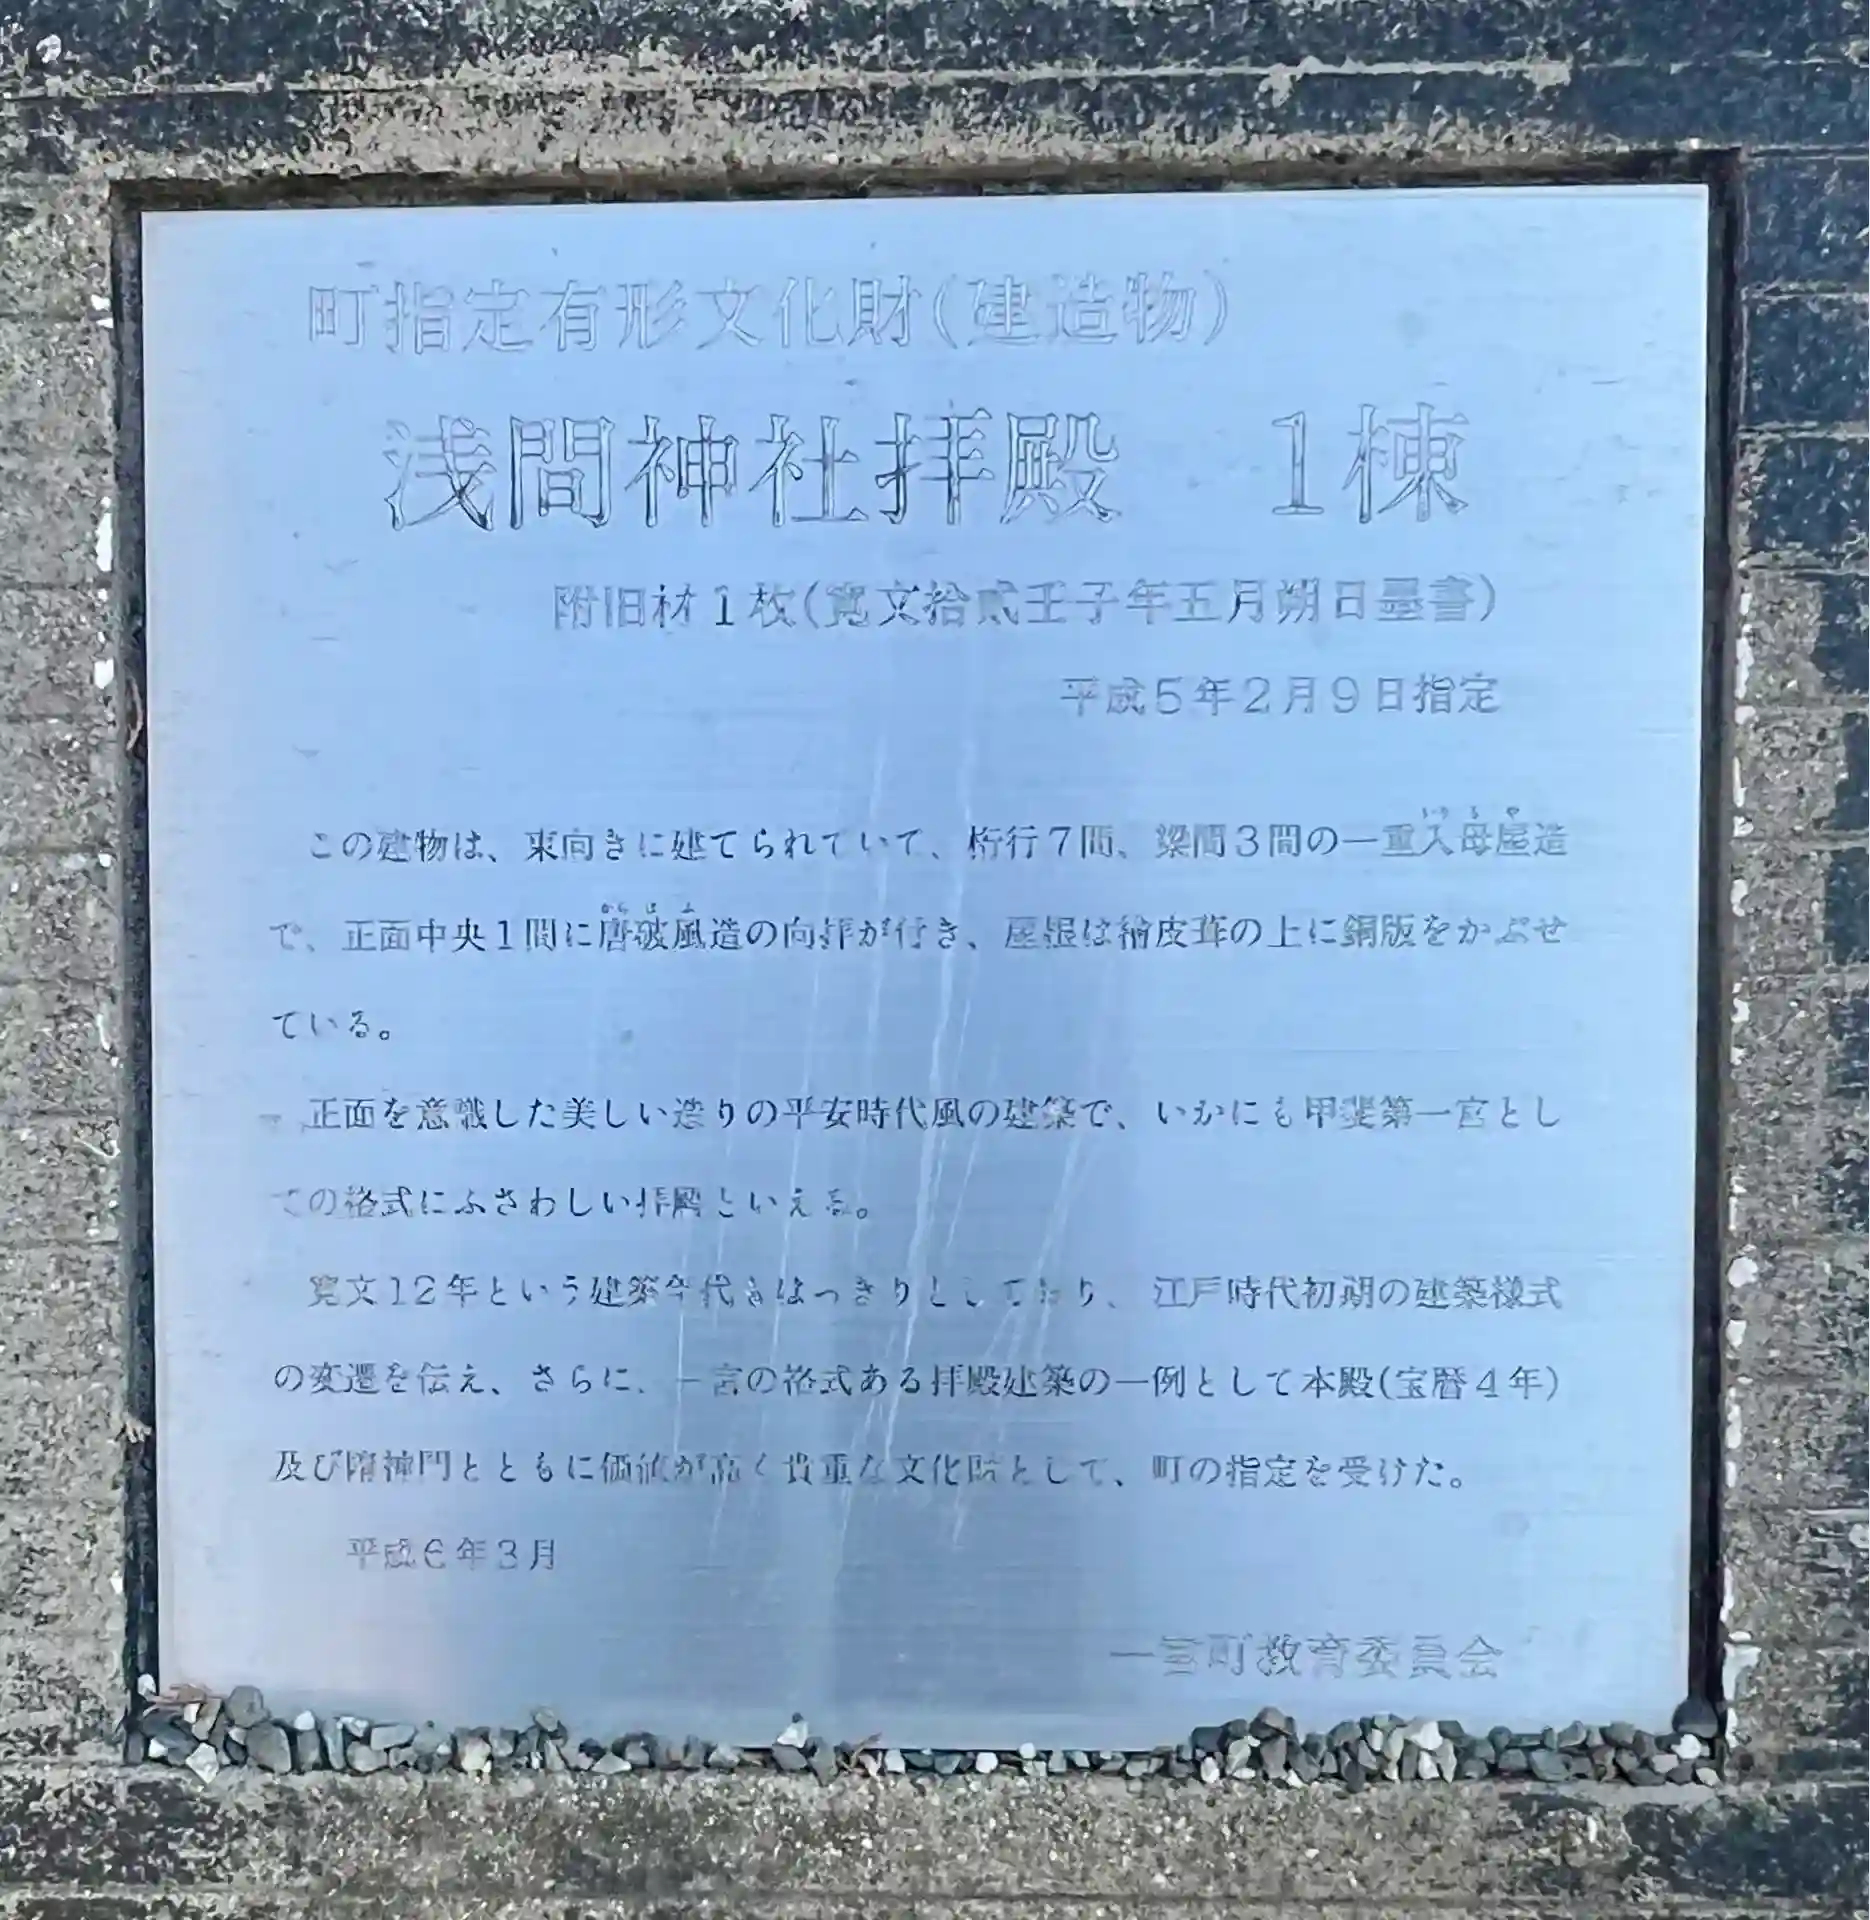 町指定有形文化財(建造物)
浅間神社拝殿　1棟
附旧材1枚(寛文拾貳壬子年五月朔日墨書)
平成5年2月9日指定
いりもや
この建物は、東向きに建てられていて、桁行7間、梁間3間の一重入母屋造
からはふ
で、正面中央1間に唐破風造の向拝が付き、屋根は檜皮葺の上に銅版をかぶせ
ている。
正面を意識した美しい造りの平安時代風の建築で、いかにも甲斐第一宮とし
ての格式にふさわしい拝殿といえる。
寛文12年という建築年代もはっきりとしており、江戸時代初期の建築様式
の変遷を伝え、さらに、一宮の格式ある拝殿建築の一例として本殿(宝暦4年)
及び隋神門とともに価値が高く貴重な文化財として、町の指定を受けた。
平成6年3月
一宮町教育委員会